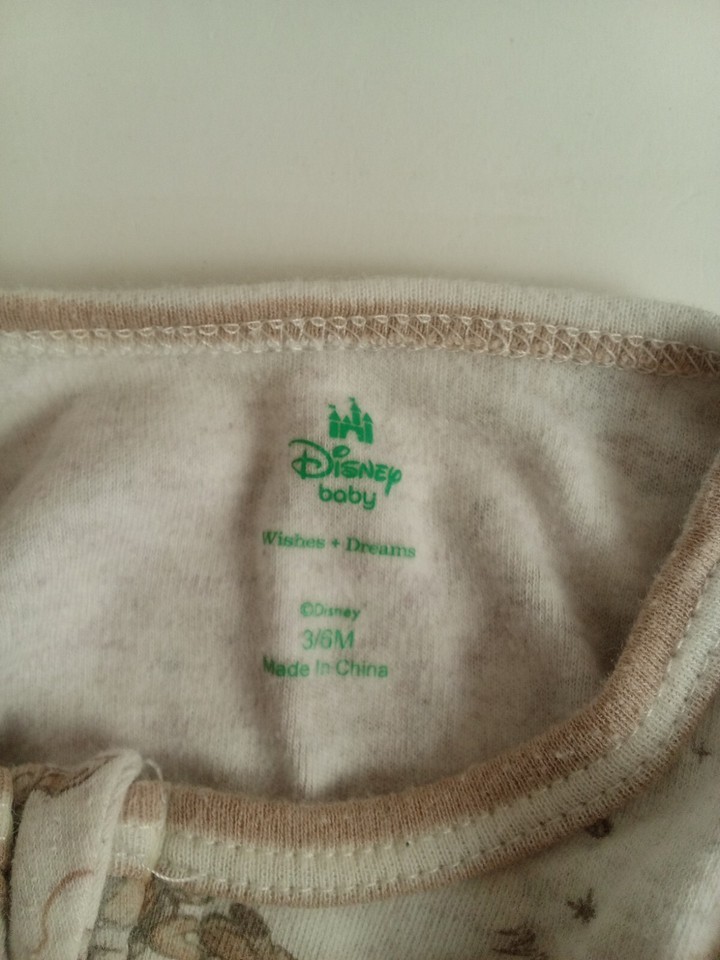 Disney
baby
Wishes + Dreams
©Disney
3/6M
Made In China